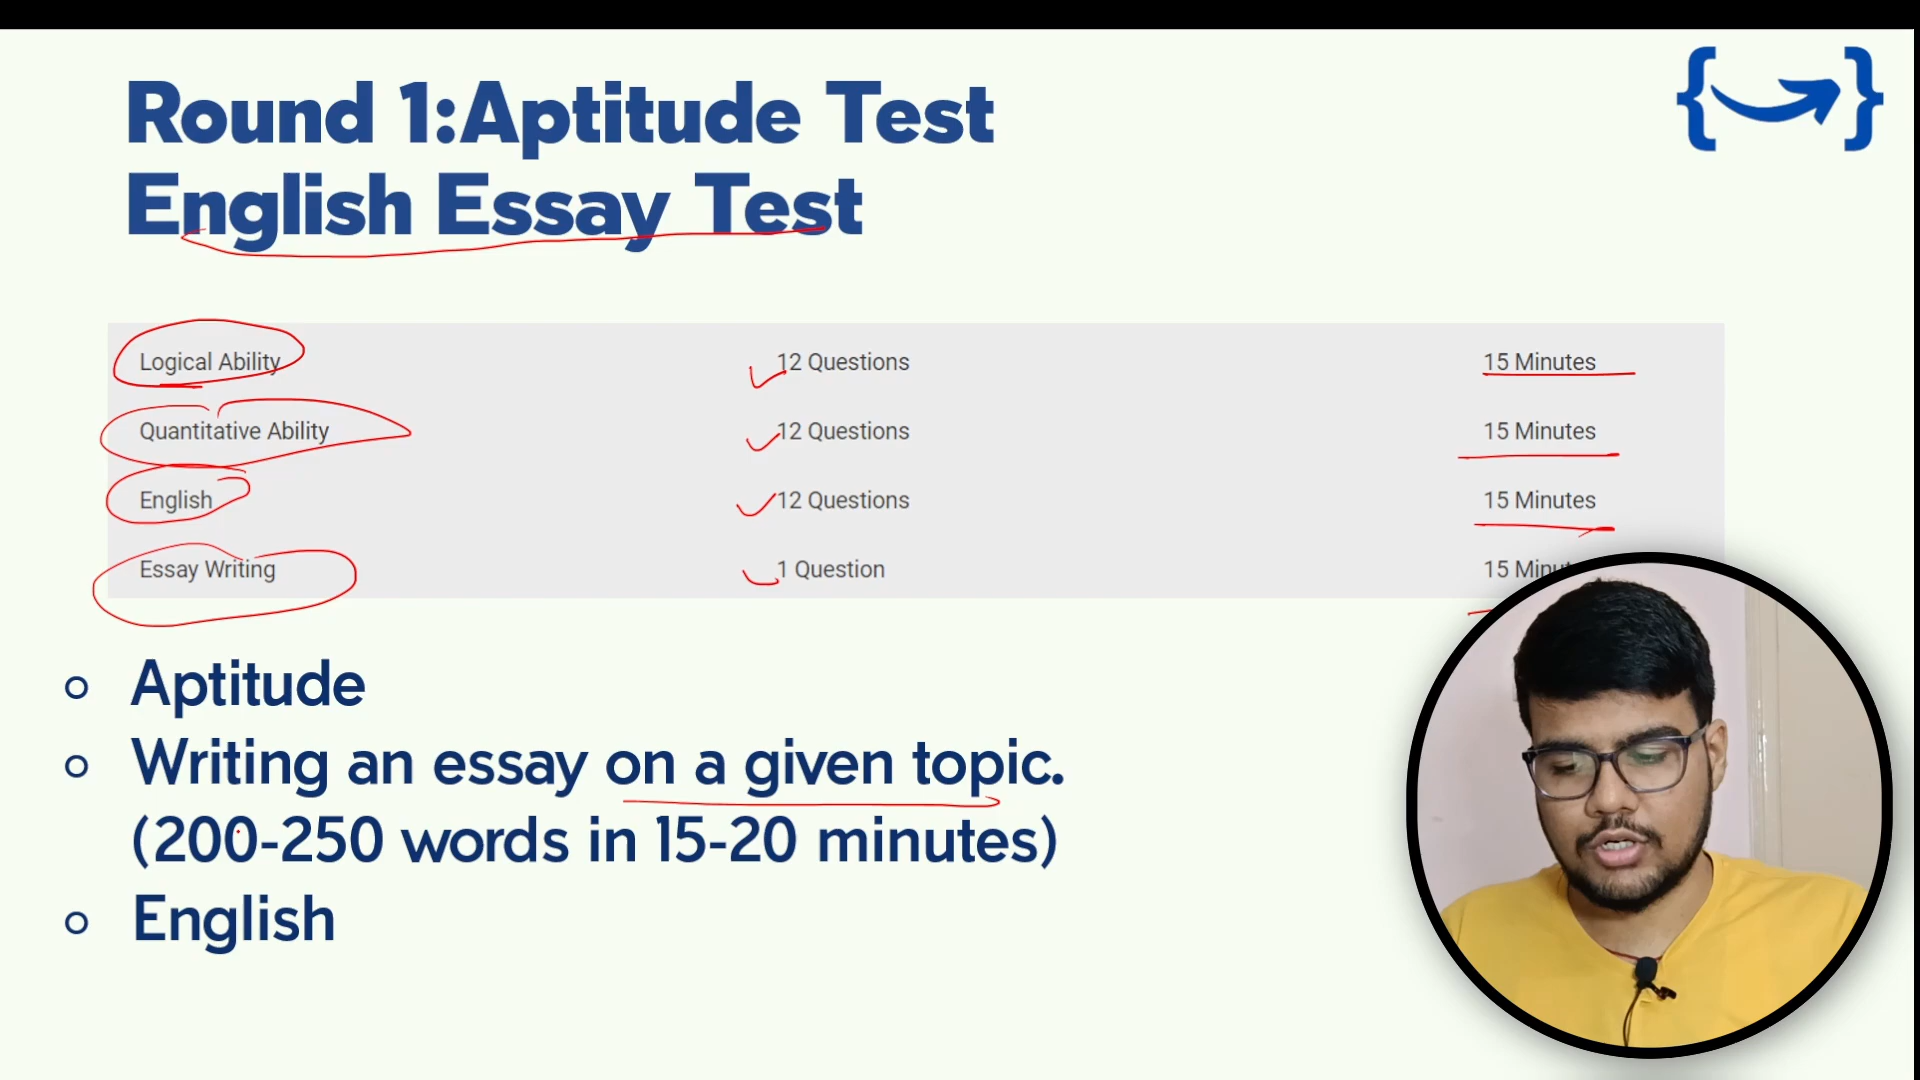 Round 1:Aptitude Test
English Essay Test
Logical Ability 12 Questions 15 Minutes
Quantitative Ability 12 Questions 15 Minutes
English 12 Questions 15 Minutes
Essay Writing 1 Question 15
Aptitude
Writing an essay on a given topic.
(200-250 words in 15-20 minutes)
English